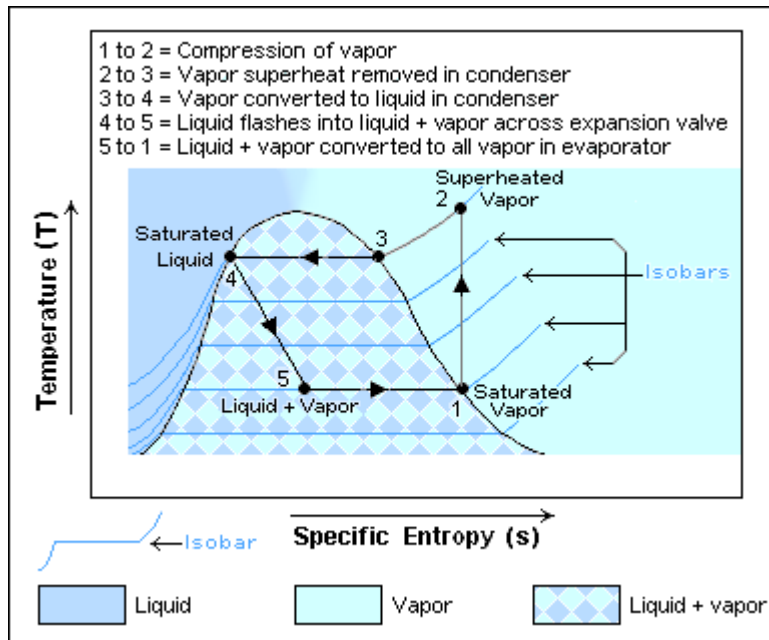 1 to 2 = Compression of vapor
2 to 3 = Vapor superheat removed in condenser
3 to 4 = Vapor converted to liquid in condenser
4 to 5 = Liquid flashes into liquid + vapor across expansion valve
5 to 1 = Liquid + vapor converted to all vapor in evaporator
Superheated
2 Vapor
Saturated
Liquid
3
4
Isobars
Temperature (T)
5
Liquid + Vapor
1
Saturated
Vapor
Isobar
Specific Entropy (s)
Liquid
Vapor
Liquid + vapor